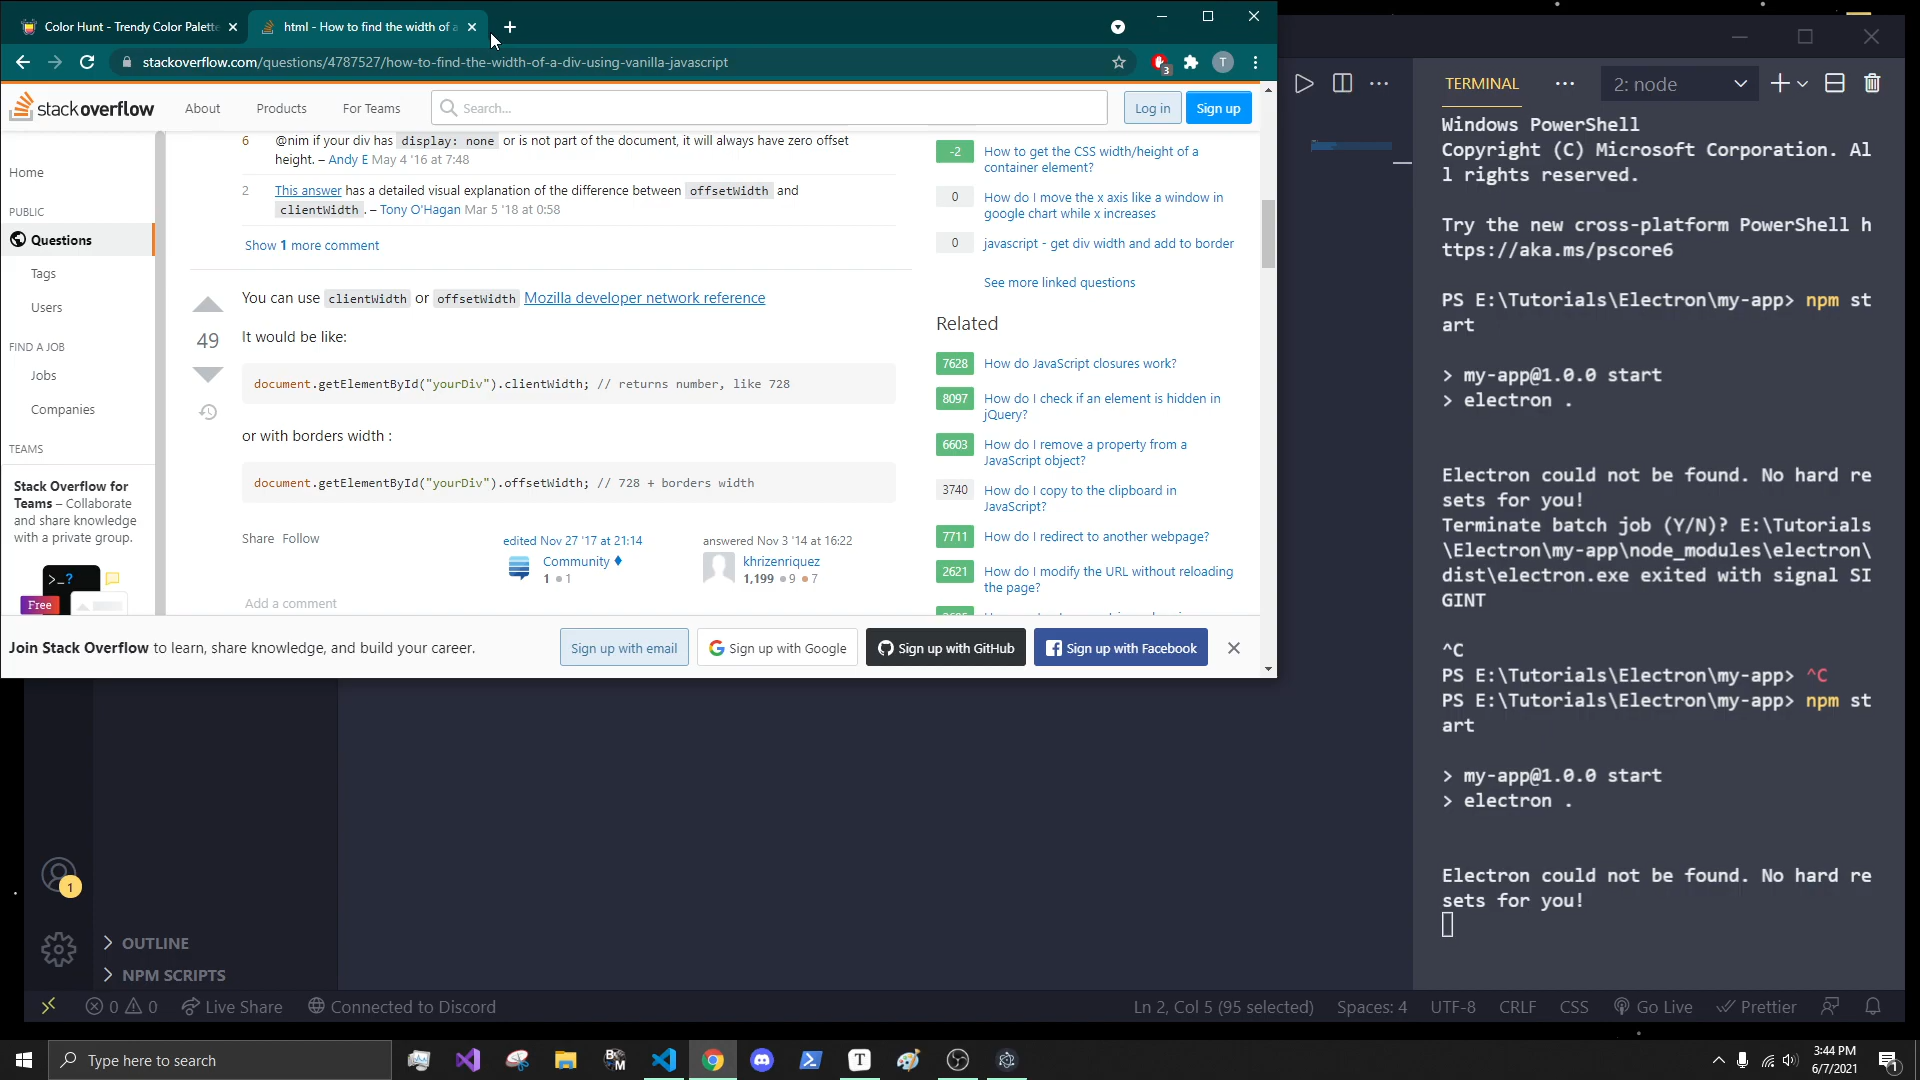 Color Hunt - Trendy Color Palette
html - How to find the width of a
stackoverflow.com/questions/4787527/how-to-find-the-width-of-a-div-using-vanilla-javascript
3
T
stackoverflow
About
Products
For Teams
Search...
Log in
Sign up
Home
PUBLIC
Questions
Tags
Users
FIND A JOB
Jobs
Companies
TEAMS
Stack Overflow for
Teams – Collaborate
and share knowledge
with a private group.
>_?
Free
6 @nim if your div has display: none or is not part of the document, it will always have zero offset
height. – Andy E May 4 '16 at 7:48
2 This answer has a detailed visual explanation of the difference between offsetWidth and
clientWidth . – Tony O'Hagan Mar 5 '18 at 0:58
Show 1 more comment
You can use clientWidth or offsetWidth Mozilla developer network reference
49
It would be like:
document.getElementById("yourDiv").clientWidth; // returns number, like 728
or with borders width :
document.getElementById("yourDiv").offsetWidth; // 728 + borders width
Share Follow
edited Nov 27 '17 at 21:14
Community
1 1
answered Nov 3 '14 at 16:22
khrizenriquez
1,199 9 7
Add a comment
-2 How to get the CSS width/height of a
container element?
0 How do I move the x axis like a window in
google chart while x increases
0 javascript - get div width and add to border
See more linked questions
Related
7628 How do JavaScript closures work?
8097 How do I check if an element is hidden in
jQuery?
6603 How do I remove a property from a
JavaScript object?
3740 How do I copy to the clipboard in
JavaScript?
7711 How do I redirect to another webpage?
2621 How do I modify the URL without reloading
the page?
Join Stack Overflow to learn, share knowledge, and build your career.
Sign up with email
Sign up with Google
Sign up with GitHub
Sign up with Facebook
TERMINAL
2: node
Windows PowerShell
Copyright (C) Microsoft Corporation. Al
l rights reserved.
Try the new cross-platform PowerShell h
ttps://aka.ms/pscore6
PS E:\Tutorials\Electron\my-app> npm st
art
> my-app@1.0.0 start
> electron .
Electron could not be found. No hard re
sets for you!
Terminate batch job (Y/N)? E:\Tutorials
\Electron\my-app\node_modules\electron\
dist\electron.exe exited with signal SI
GINT
^C
PS E:\Tutorials\Electron\my-app> ^C
PS E:\Tutorials\Electron\my-app> npm st
art
> my-app@1.0.0 start
> electron .
Electron could not be found. No hard re
sets for you!
1
OUTLINE
NPM SCRIPTS
0 0
Live Share
Connected to Discord
Ln 2, Col 5 (95 selected)
Spaces: 4
UTF-8
CRLF
CSS
Go Live
Prettier
Type here to search
3:44 PM
6/7/2021
1